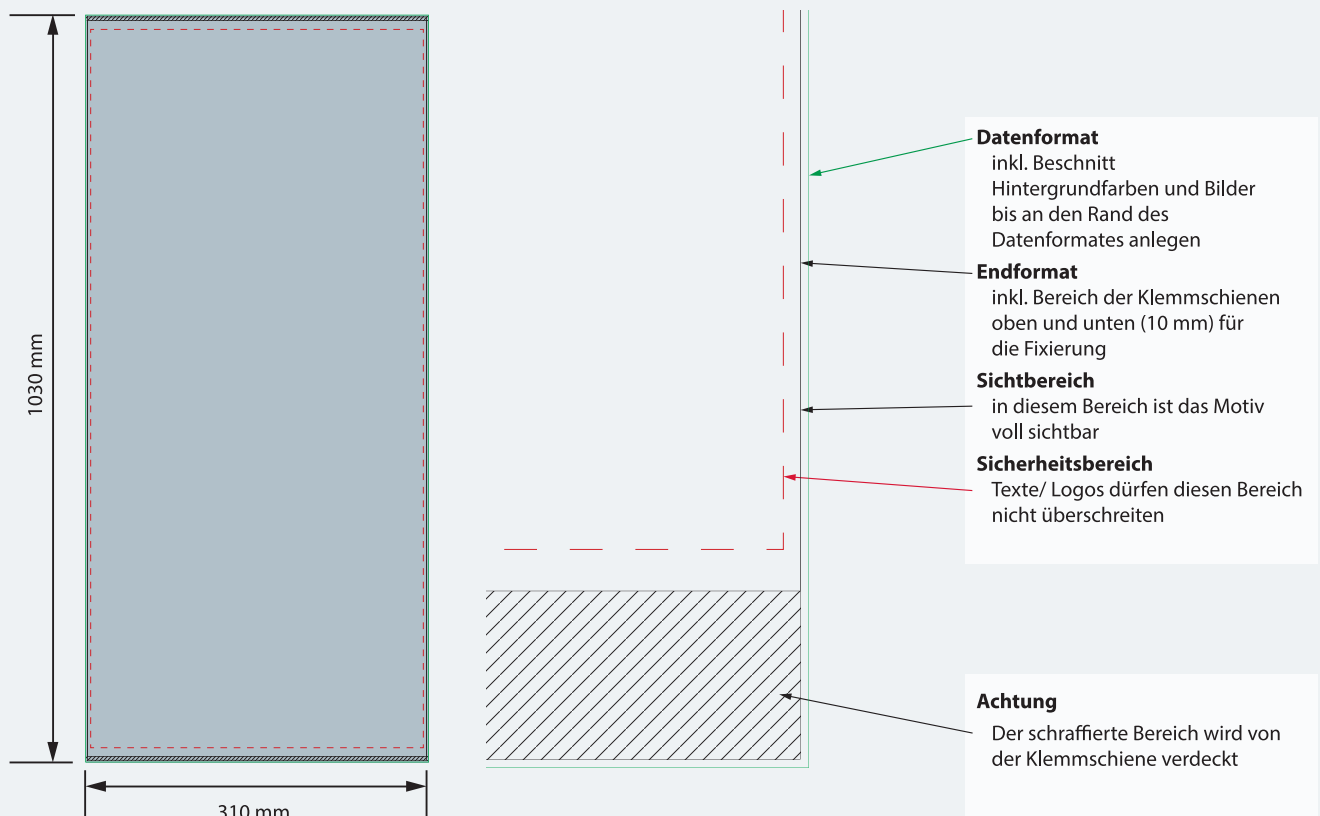 1030 mm
310 mm
Datenformat
inkl. Beschnitt
Hintergrundfarben und Bilder
bis an den Rand des
Datenformates anlegen
Endformat
inkl. Bereich der Klemmschienen
oben und unten (10 mm) für
die Fixierung
Sichtbereich
in diesem Bereich ist das Motiv
voll sichtbar
Sicherheitsbereich
Texte/ Logos dürfen diesen Bereich
nicht überschreiten
Achtung
Der schraffierte Bereich wird von
der Klemmschiene verdeckt